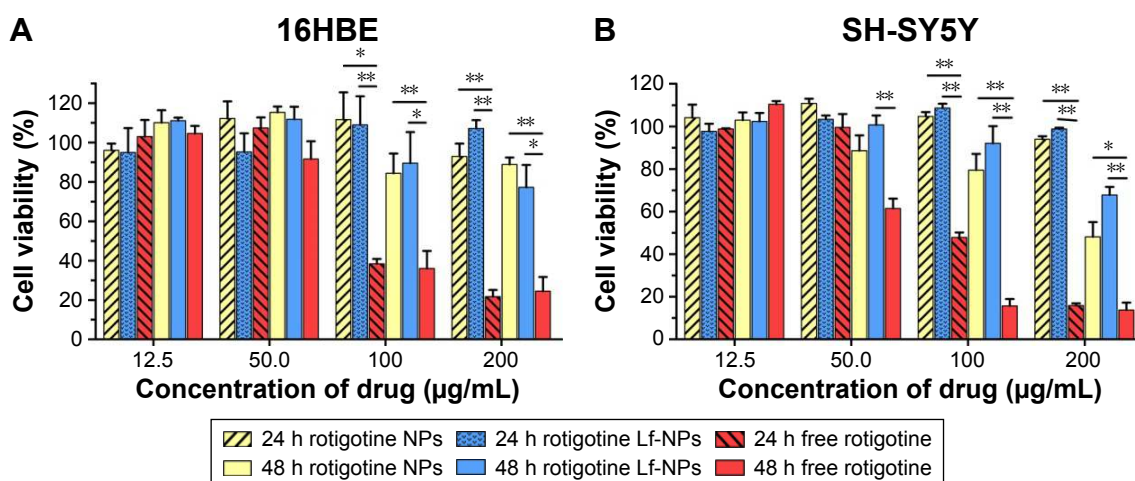 A
16HBE
* ** ** * ** ** ** *
Cell viability (%)
120
100
80
60
40
20
0
12.5 50.0 100 200
Concentration of drug (μg/mL)
B
SH-SY5Y
** ** ** ** ** ** ** * **
Cell viability (%)
120
100
80
60
40
20
0
12.5 50.0 100 200
Concentration of drug (μg/mL)
24 h rotigotine NPs 24 h rotigotine Lf-NPs 24 h free rotigotine
48 h rotigotine NPs 48 h rotigotine Lf-NPs 48 h free rotigotine